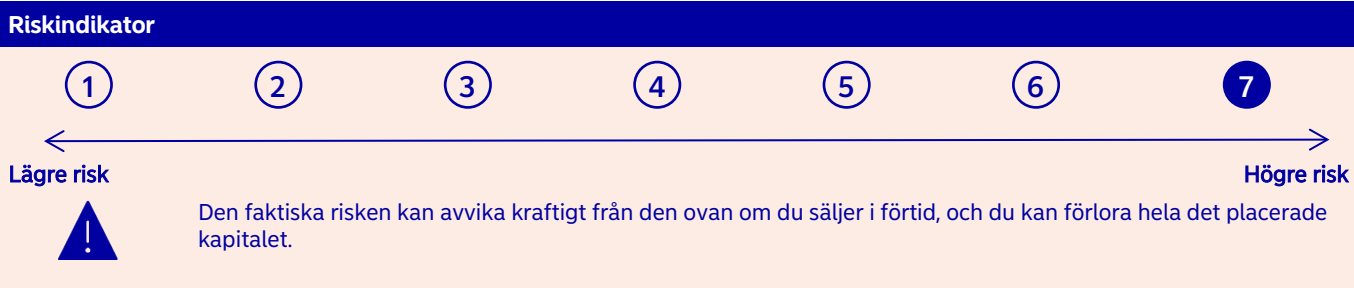 Riskindikator
1 2 3 4 5 6 7
Lägre risk Högre risk
Den faktiska risken kan avvika kraftigt från den ovan om du säljer i förtid, och du kan förlora hela det placerade
kapitalet.